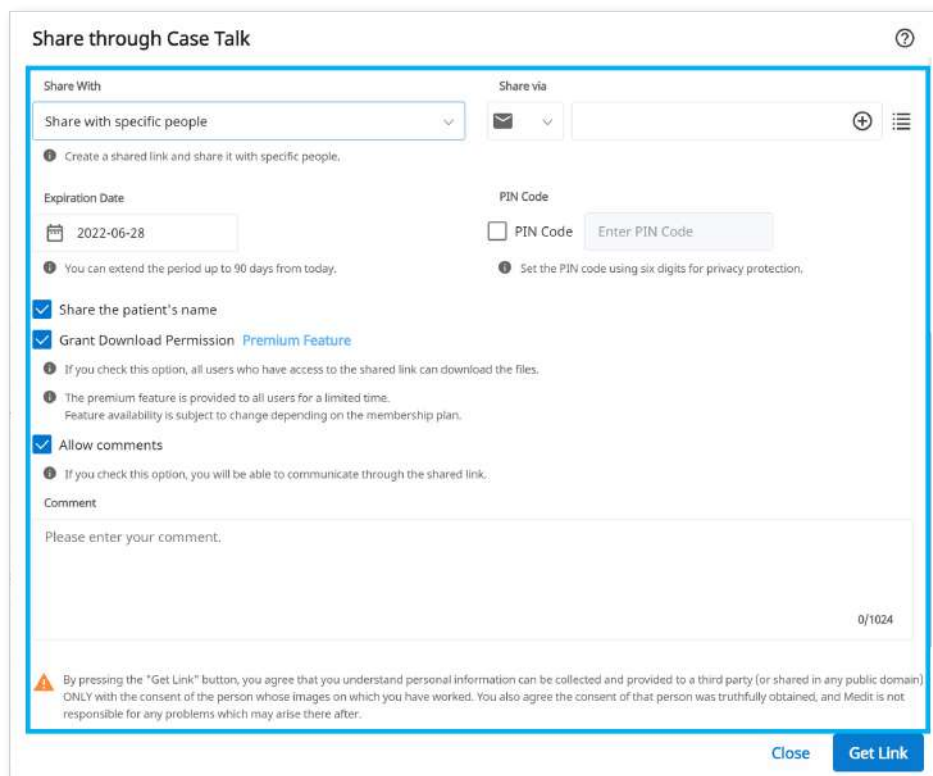 Share through Case Talk
Share With
Share via
Share with specific people
Create a shared link and share it with specific people.
Expiration Date
PIN Code
2022-06-28
PIN Code
Enter PIN Code
You can extend the period up to 90 days from today.
Set the PIN code using six digits for privacy protection.
Share the patient's name
Grant Download Permission Premium Feature
If you check this option, all users who have access to the shared link can download the files.
The premium feature is provided to all users for a limited time.
Feature availability is subject to change depending on the membership plan.
Allow comments
If you check this option, you will be able to communicate through the shared link.
Comment
Please enter your comment.
0/1024
By pressing the "Get Link" button, you agree that you understand personal information can be collected and provided to a third party (or shared in any public domain)
ONLY with the consent of the person whose images on which you have worked. You also agree the consent of that person was truthfully obtained, and Medit is not
responsible for any problems which may arise there after.
Close
Get Link